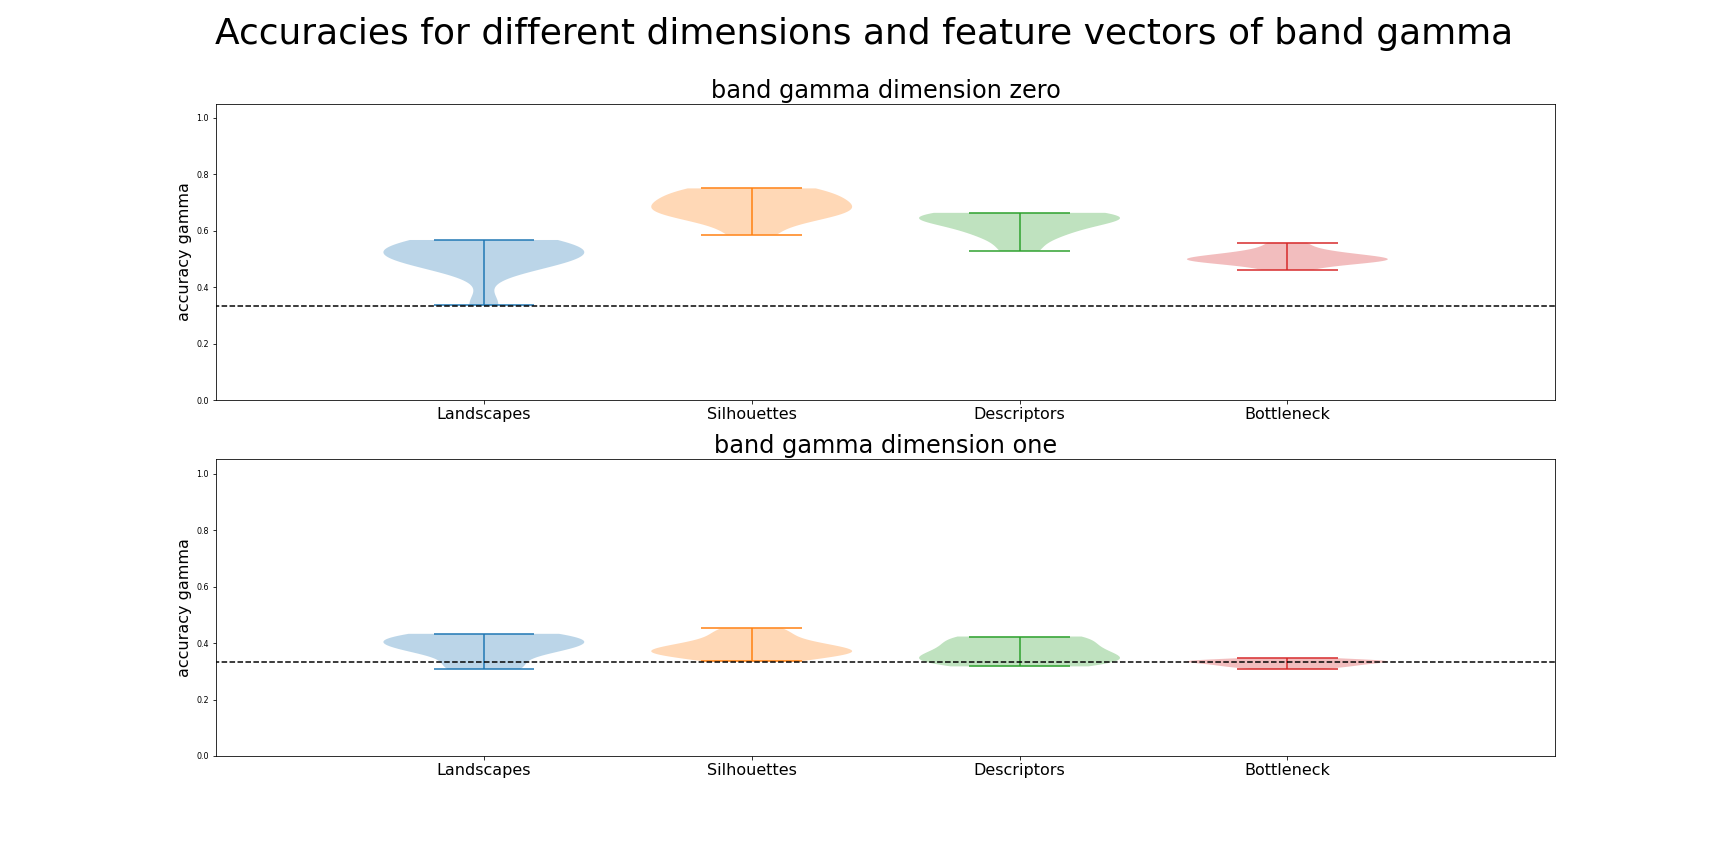 Accuracies for different dimensions and feature vectors of band gamma
band gamma dimension zero
accuracy gamma
1.0
0.8
0.6
0.4
0.2
0.0
Landscapes Silhouettes Descriptors Bottleneck
band gamma dimension one
accuracy gamma
1.0
0.8
0.6
0.4
0.2
0.0
Landscapes Silhouettes Descriptors Bottleneck